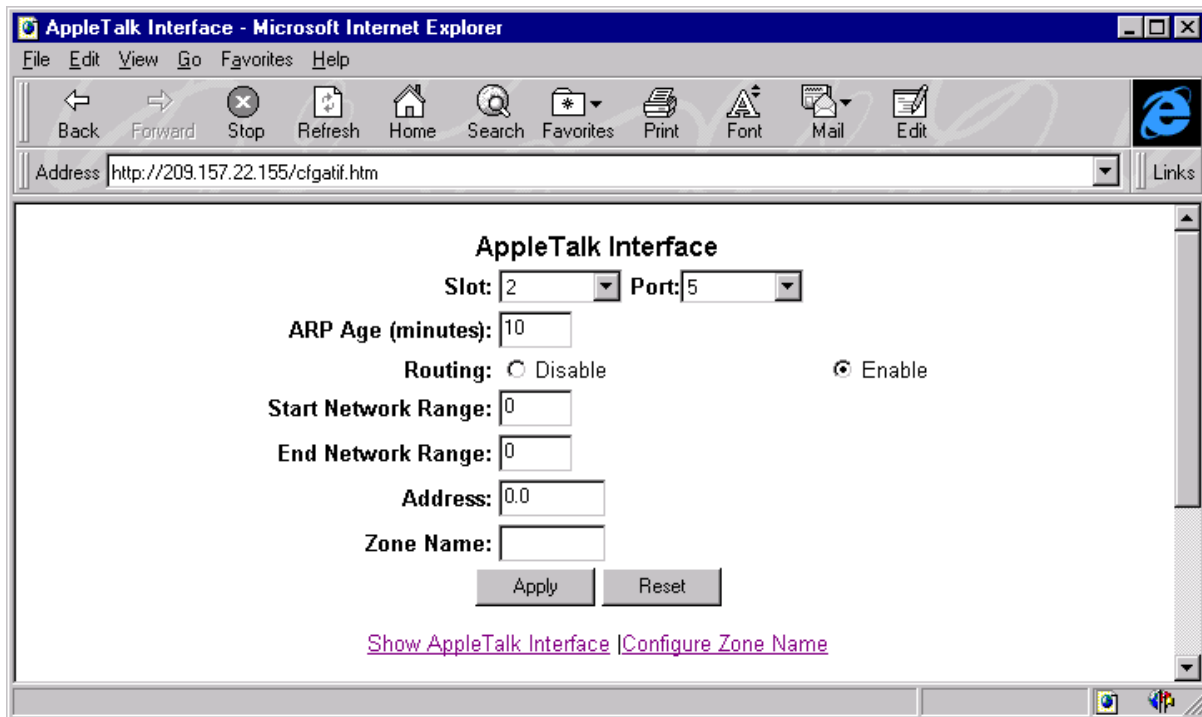 AppleTalk Interface - Microsoft Internet Explorer
File Edit View Go Favorites Help
Back Forward Stop Refresh Home Search Favorites Print Font Mail Edit
Address http://209.157.22.155/cfgatif.htm Links
AppleTalk Interface
Slot: 2 Port: 5
ARP Age (minutes): 10
Routing: Disable Enable
Start Network Range: 0
End Network Range: 0
Address: 0.0
Zone Name:
Apply Reset
Show AppleTalk Interface |Configure Zone Name